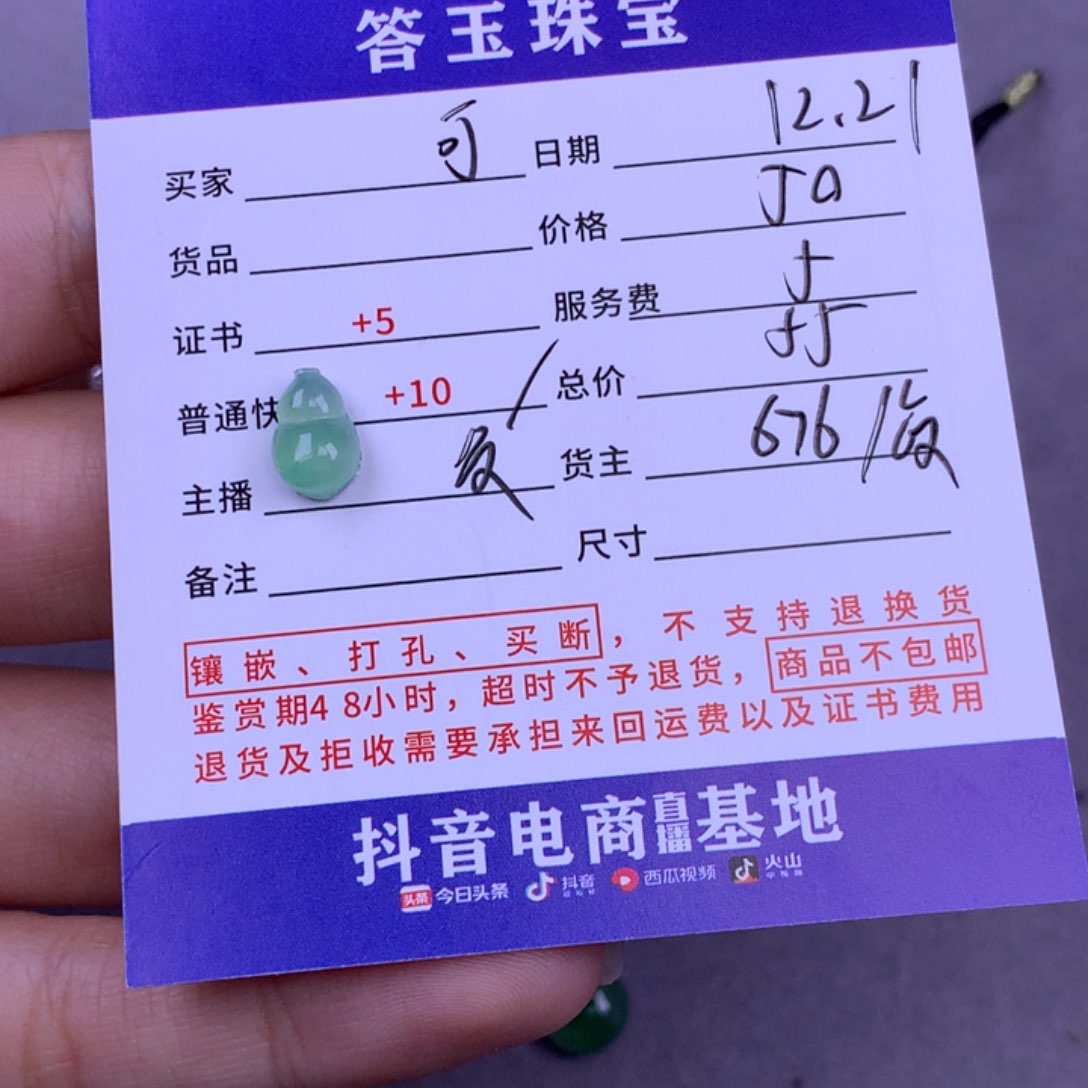 答玉珠宝
买家 可 日期 12.21
货品 价格 50
证书 +5 服务费 5
普通快 +10 / 总价 55
主播 货主 676/
备注 尺寸
镶嵌、打孔、买断，不支持退换货
鉴赏期48小时，超时不予退货，商品不包邮
退货及拒收需要承担来回运费以及证书费用
抖音电商直播基地
头条 今日头条 抖音 西瓜视频 火山